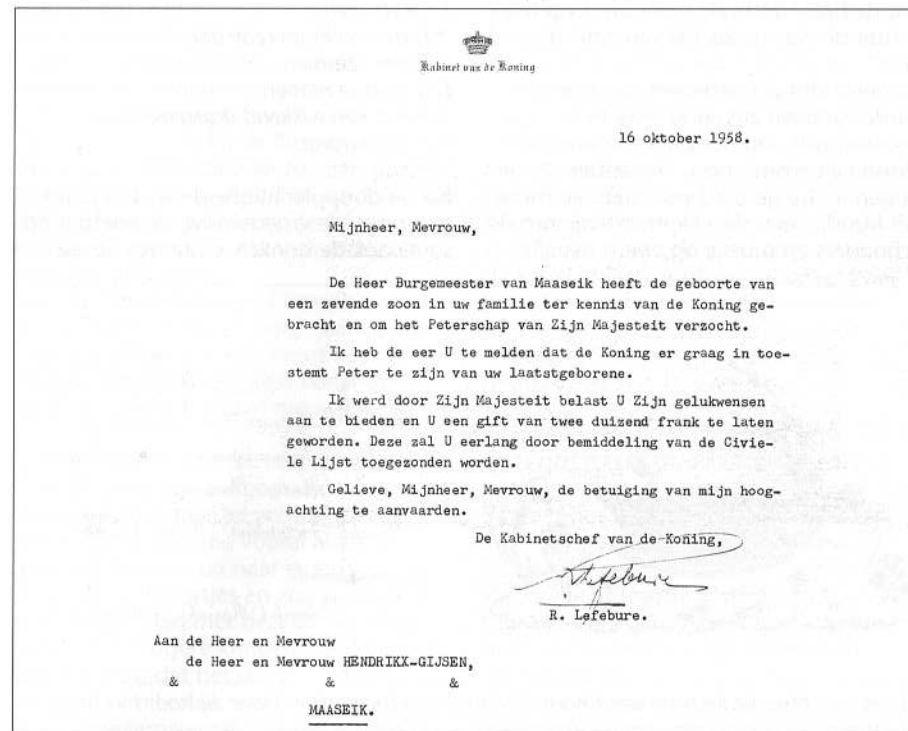 Kabinet van de Koning
16 oktober 1958.
Mijnheer, Mevrouw,
De Heer Burgemeester van Maaseik heeft de geboorte van
een zevende zoon in uw familie ter kennis van de Koning ge-
bracht en om het Peterschap van Zijn Majesteit verzocht.
Ik heb de eer U te melden dat de Koning er graag in toe-
stemt Peter te zijn van uw laatstgeborene.
Ik werd door Zijn Majesteit belast U Zijn gelukwensen
aan te bieden en U een gift van twee duizend frank te laten
geworden. Deze zal U eerlang door bemiddeling van de Civie-
le Lijst toegezonden worden.
Gelieve, Mijnheer, Mevrouw, de betuiging van mijn hoog-
achting te aanvaarden.
De Kabinetschef van de Koning,
R Lefebure
R. Lefebure.
Aan de Heer en Mevrouw
de Heer en Mevrouw HENDRIKX-GIJSEN,
& & &
MAASEIK.